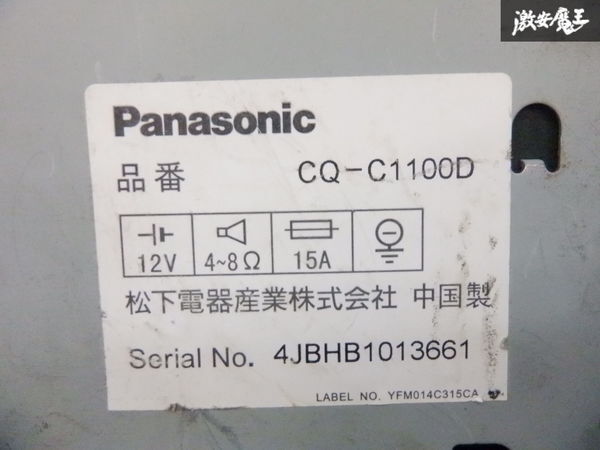 激安魔王
Panasonic
品番 CQ-C1100D
12V 4~8Ω 15A
松下電器産業株式会社 中国製
Serial No. 4JBHB1013661
LABEL NO. YFM014C315CA